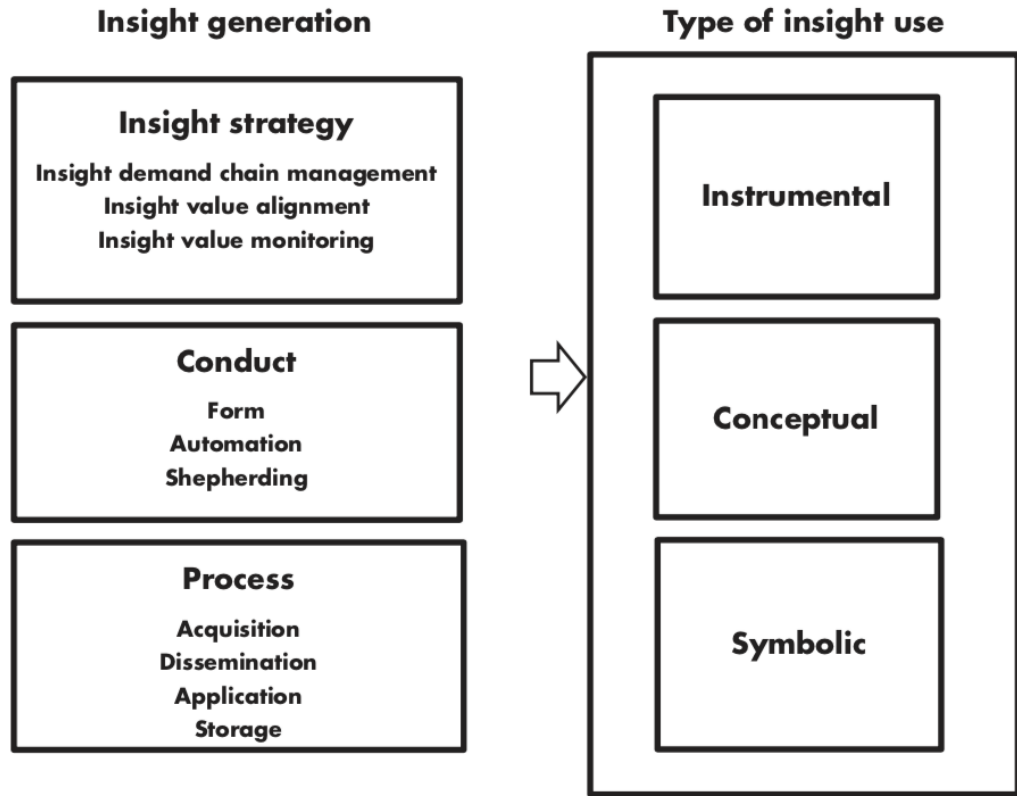 Insight generation
Insight strategy
Insight demand chain management
Insight value alignment
Insight value monitoring
Conduct
Form
Automation
Shepherding
Process
Acquisition
Dissemination
Application
Storage
Type of insight use
Instrumental
Conceptual
Symbolic